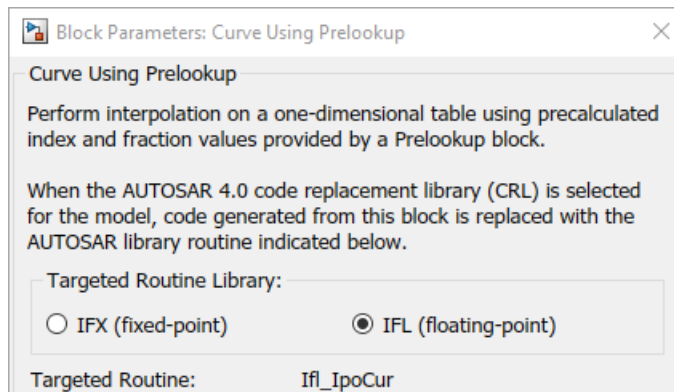 Block Parameters: Curve Using Prelookup
Curve Using Prelookup
Perform interpolation on a one-dimensional table using precalculated
index and fraction values provided by a Prelookup block.
When the AUTOSAR 4.0 code replacement library (CRL) is selected
for the model, code generated from this block is replaced with the
AUTOSAR library routine indicated below.
Targeted Routine Library:
IFX (fixed-point) IFL (floating-point)
Targeted Routine: Ifl_IpoCur